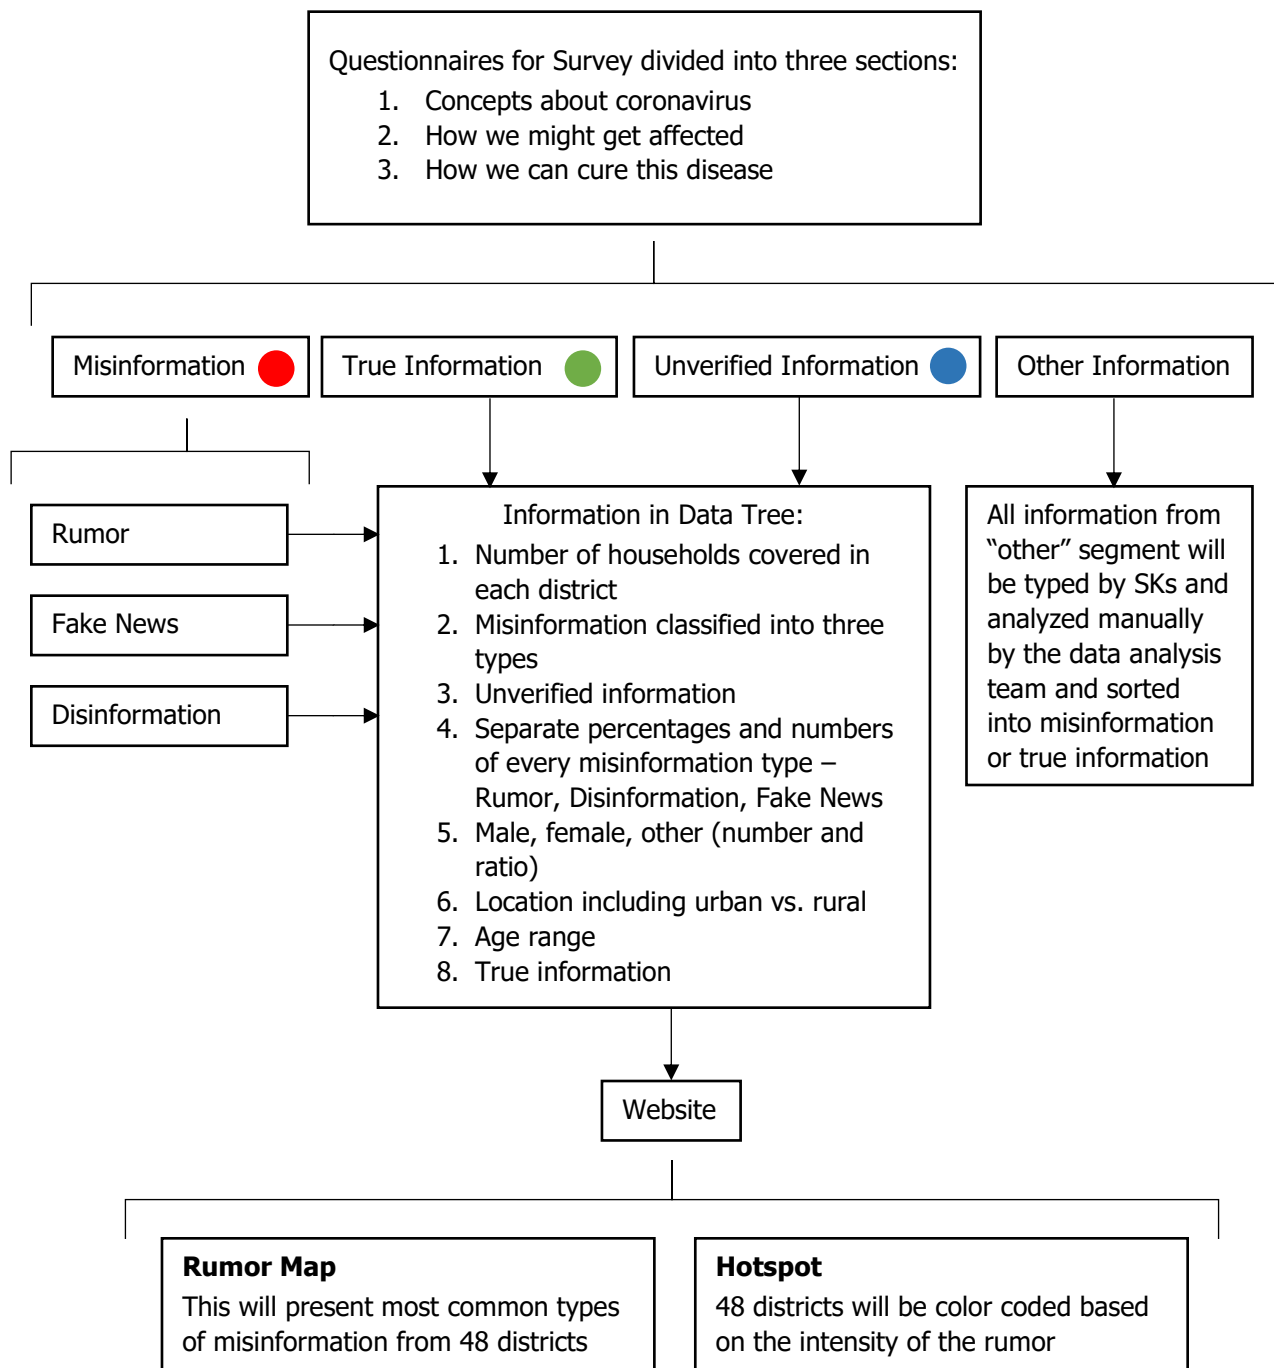 Questionnaires for Survey divided into three sections:
1. Concepts about coronavirus
2. How we might get affected
3. How we can cure this disease
Misinformation
True Information
Unverified Information
Other Information
Rumor
Fake News
Disinformation
Information in Data Tree:
1. Number of households covered in
each district
2. Misinformation classified into three
types
3. Unverified information
4. Separate percentages and numbers
of every misinformation type –
Rumor, Disinformation, Fake News
5. Male, female, other (number and
ratio)
6. Location including urban vs. rural
7. Age range
8. True information
All information from
“other” segment will
be typed by SKs and
analyzed manually
by the data analysis
team and sorted
into misinformation
or true information
Website
Rumor Map
This will present most common types
of misinformation from 48 districts
Hotspot
48 districts will be color coded based
on the intensity of the rumor